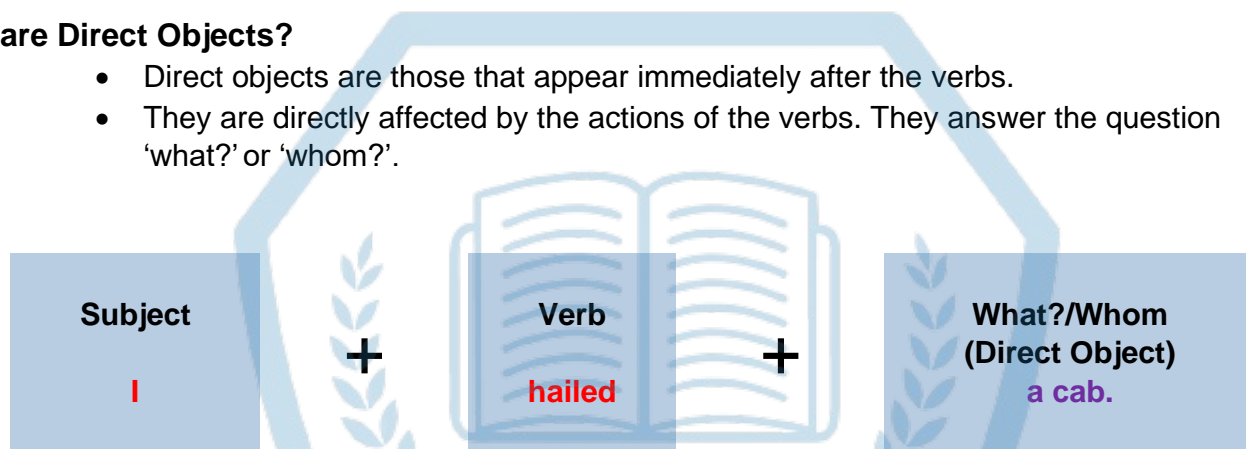 are Direct Objects?
• Direct objects are those that appear immediately after the verbs.
• They are directly affected by the actions of the verbs. They answer the question
‘what?’ or ‘whom?’.
Subject + Verb + What?/Whom
(Direct Object)
I hailed a cab.